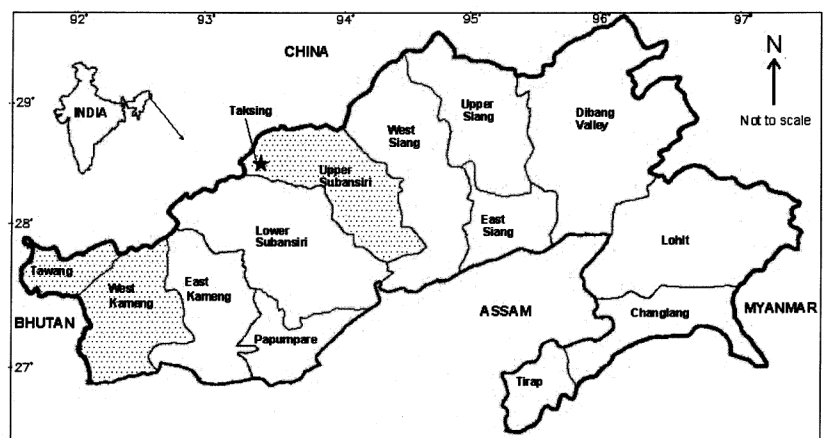 92°
93°
94°
95°
96°
97°
CHINA
N
INDIA
29°
Taksing
Not to scale
West
Siang
Upper
Siang
Dibang
Valley
Upper
Subansiri
28°
Lower
Subansiri
East
Siang
Lohit
Tawang
West
Kameng
East
Kameng
BHUTAN
ASSAM
Changlang
MYANMAR
Papumpare
27°
Tirap